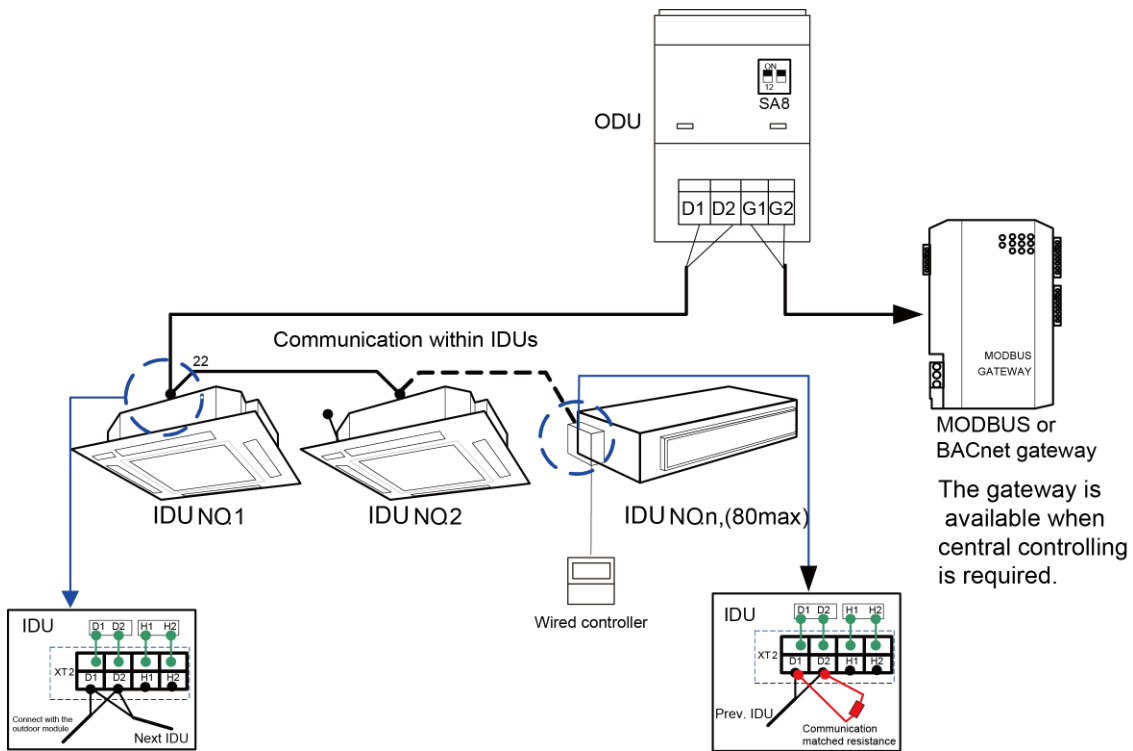 ON
12
SA8
ODU
D1 D2 G1 G2
Communication within IDUs
22
MODBUS
GATEWAY
MODBUS or
BACnet gateway
The gateway is
available when
central controlling
is required.
IDU NO.1
IDU NO.2
IDU NO.n,(80max)
Wired controller
IDU
D1 D2 H1 H2
XT2
D1 D2 H1 H2
Connect with the
outdoor module
Next IDU
IDU
D1 D2 H1 H2
XT2
D1 D2 H1 H2
Prev. IDU
Communication
matched resistance